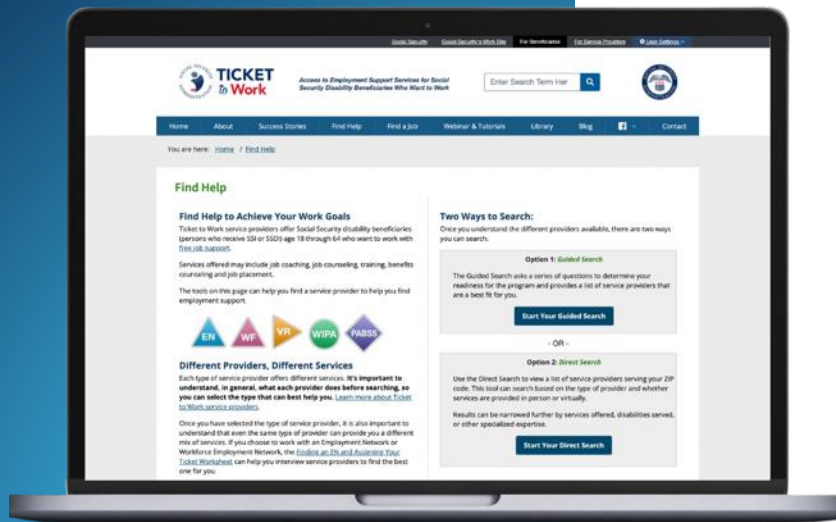 Social Security
Social Security's Work Site
For Beneficiaries
For Service Providers
User Settings
TICKET
to Work
Access to Employment Support Services for Social
Security Disability Beneficiaries Who Want to Work
Enter Search Term Her
Home
About
Success Stories
Find Help
Find a Job
Webinar & Tutorials
Library
Blog
Contact
You are here: Home / Find Help
Find Help
Find Help to Achieve Your Work Goals
Ticket to Work service providers offer Social Security disability beneficiaries
(persons who receive SSI or SSDI) age 18 through 64 who want to work with
free job support.
Services offered may include job coaching, job counseling, training, benefits
counseling and job placement.
The tools on this page can help you find a service provider to help you find
employment support.
EN
WF
VR
WIPA
PABSS
Different Providers, Different Services
Each type of service provider offers different services. It's important to
understand, in general, what each provider does before searching, so
you can select the type that can best help you. Learn more about Ticket
to Work service providers.
Once you have selected the type of service provider, it is also important to
understand that even the same type of provider can provide you a different
mix of services. If you choose to work with an Employment Network or
Workforce Employment Network, the Finding an EN and Assigning Your
Ticket Worksheet can help you interview service providers to find the best
one for you.
Two Ways to Search:
Once you understand the different providers available, there are two ways
you can search.
Option 1: Guided Search
The Guided Search asks a series of questions to determine your
readiness for the program and provides a list of service providers that
are a best fit for you.
Start Your Guided Search
- OR -
Option 2: Direct Search
Use the Direct Search to view a list of service providers serving your ZIP
code. This tool can search based on the type of provider and whether
services are provided in person or virtually.
Results can be narrowed further by services offered, disabilities served,
or other specialized expertise.
Start Your Direct Search